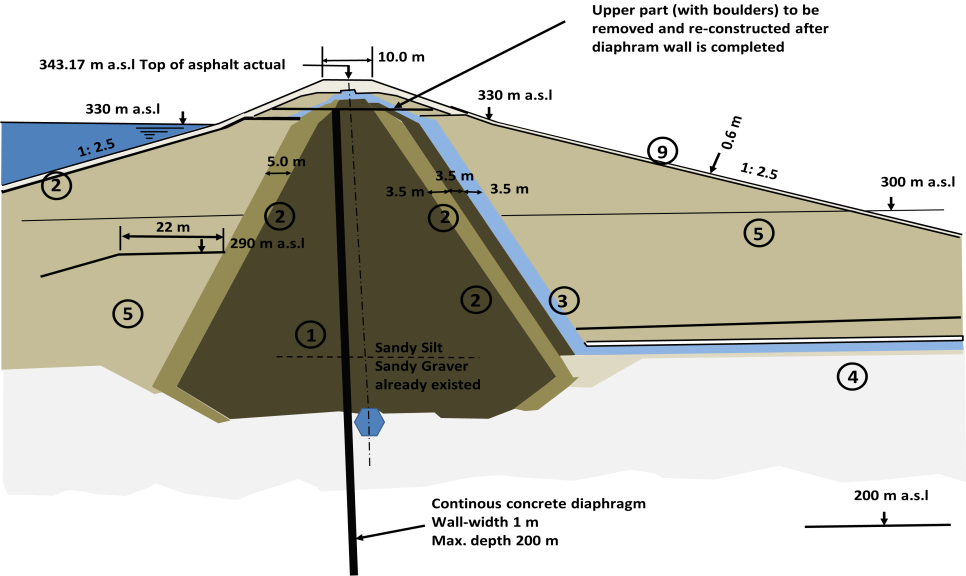 Upper part (with boulders) to be
removed and re-constructed after
diaphram wall is completed
10.0 m
343.17 m a.s.l Top of asphalt actual
330 m a.s.l
330 m a.s.l
1: 2.5
2
5.0 m
3.5 m
3.5 m
3.5 m
9
0.6 m
1: 2.5
300 m a.s.l
2
2
5
22 m
290 m a.s.l
5
1
2
3
Sandy Silt
Sandy Graver
already existed
4
Continous concrete diaphragm
Wall-width 1 m
Max. depth 200 m
200 m a.s.l